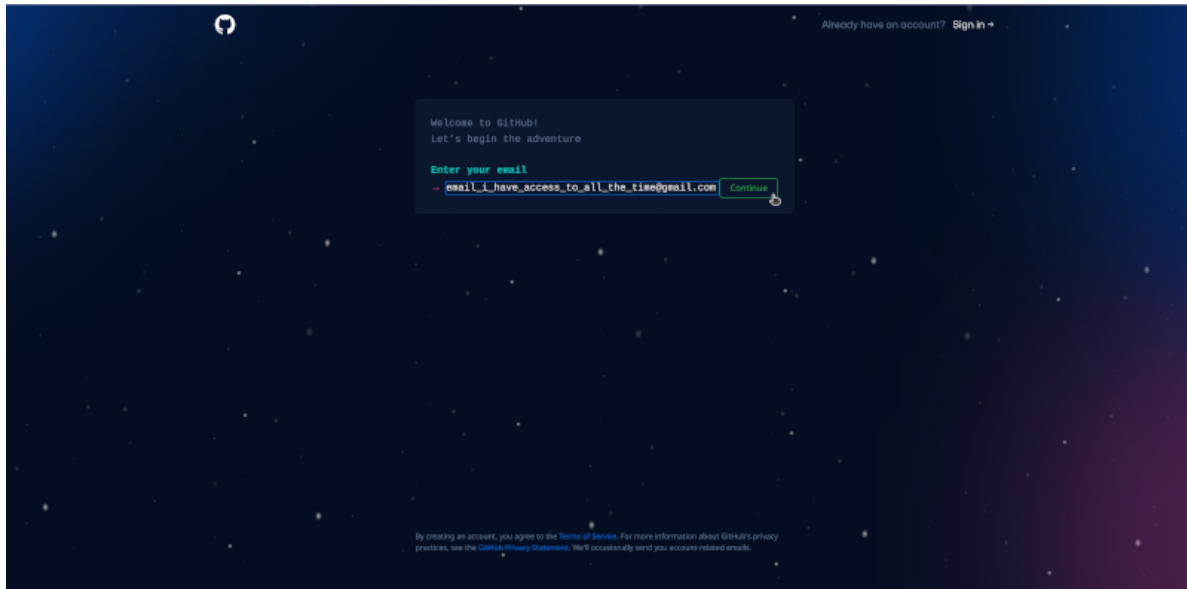 Already have an account? Sign in →
Welcome to GitHub!
Let's begin the adventure
Enter your email
→ email_i_have_access_to_all_the_time@gmail.com Continue
By creating an account, you agree to the Terms of Service. For more information about GitHub's privacy
practices, see the GitHub Privacy Statement. We'll occasionally send you account-related emails.